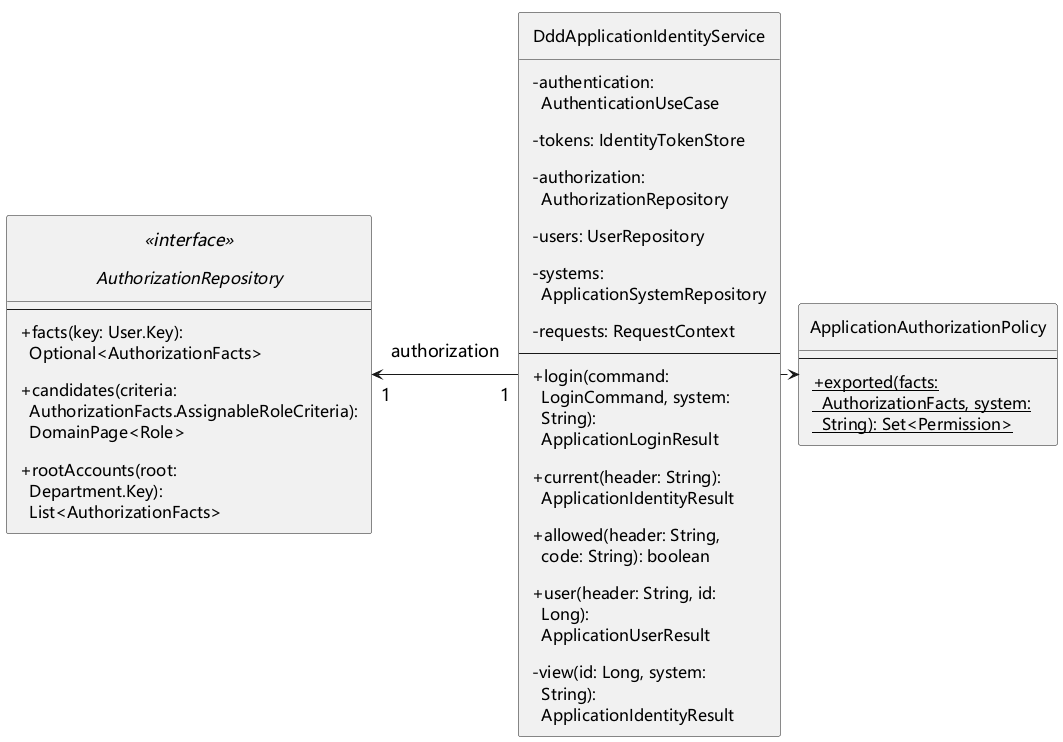 «interface»
AuthorizationRepository
+facts(key: User.Key):
Optional<AuthorizationFacts>
+candidates(criteria:
AuthorizationFacts.AssignableRoleCriteria):
DomainPage<Role>
+rootAccounts(root:
Department.Key):
List<AuthorizationFacts>
authorization
1
1
DddApplicationIdentityService
-authentication:
AuthenticationUseCase
-tokens: IdentityTokenStore
-authorization:
AuthorizationRepository
-users: UserRepository
-systems:
ApplicationSystemRepository
-requests: RequestContext
+login(command:
LoginCommand, system:
String):
ApplicationLoginResult
+current(header: String):
ApplicationIdentityResult
+allowed(header: String,
code: String): boolean
+user(header: String, id:
Long):
ApplicationUserResult
-view(id: Long, system:
String):
ApplicationIdentityResult
ApplicationAuthorizationPolicy
+exported(facts:
AuthorizationFacts, system:
String): Set<Permission>